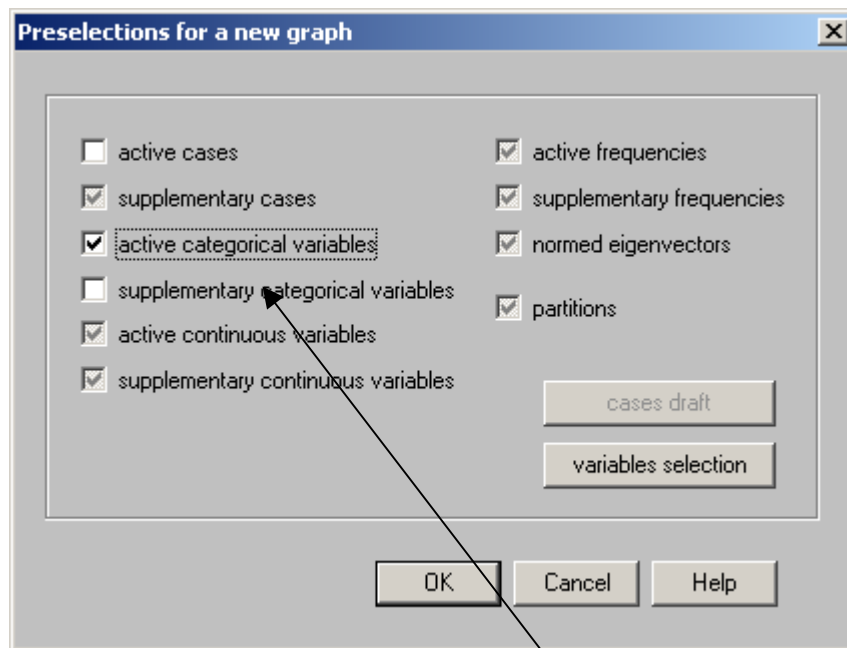 Preselections for a new graph
active cases
supplementary cases
active categorical variables
supplementary categorical variables
active continuous variables
supplementary continuous variables
active frequencies
supplementary frequencies
normed eigenvectors
partitions
cases draft
variables selection
OK
Cancel
Help